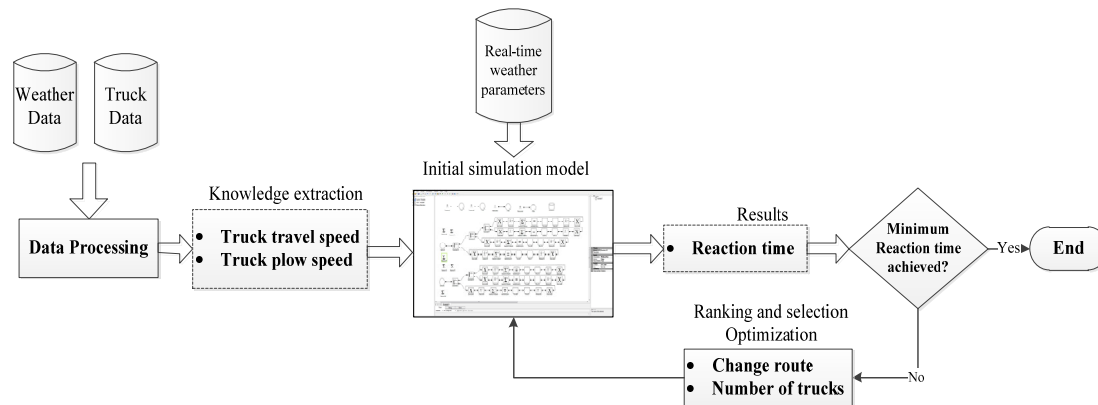 Weather
Data
Truck
Data
Real-time
weather
parameters
Initial simulation model
Knowledge extraction
Data Processing
• Truck travel speed
• Truck plow speed
Results
• Reaction time
Minimum
Reaction time
achieved?
Yes
End
No
Ranking and selection
Optimization
• Change route
• Number of trucks